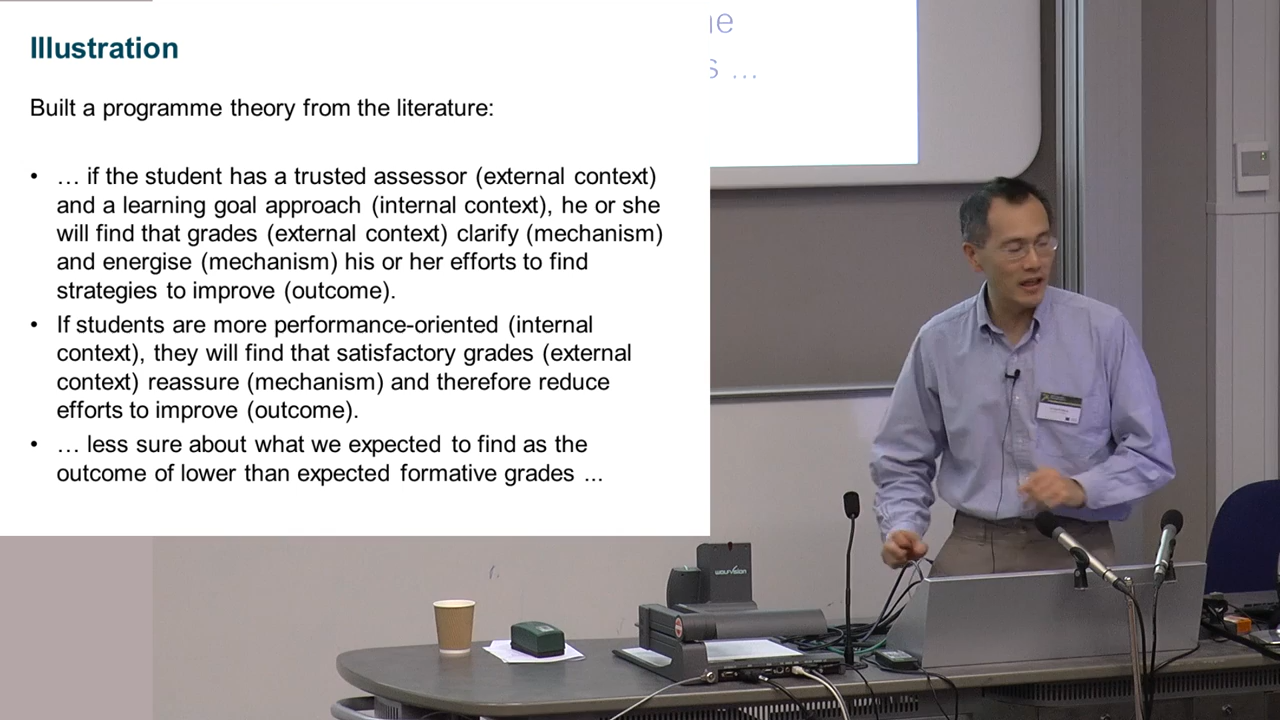 Illustration
Built a programme theory from the literature:
• … if the student has a trusted assessor (external context)
and a learning goal approach (internal context), he or she
will find that grades (external context) clarify (mechanism)
and energise (mechanism) his or her efforts to find
strategies to improve (outcome).
• If students are more performance-oriented (internal
context), they will find that satisfactory grades (external
context) reassure (mechanism) and therefore reduce
efforts to improve (outcome).
• … less sure about what we expected to find as the
outcome of lower than expected formative grades ...
wolfvision